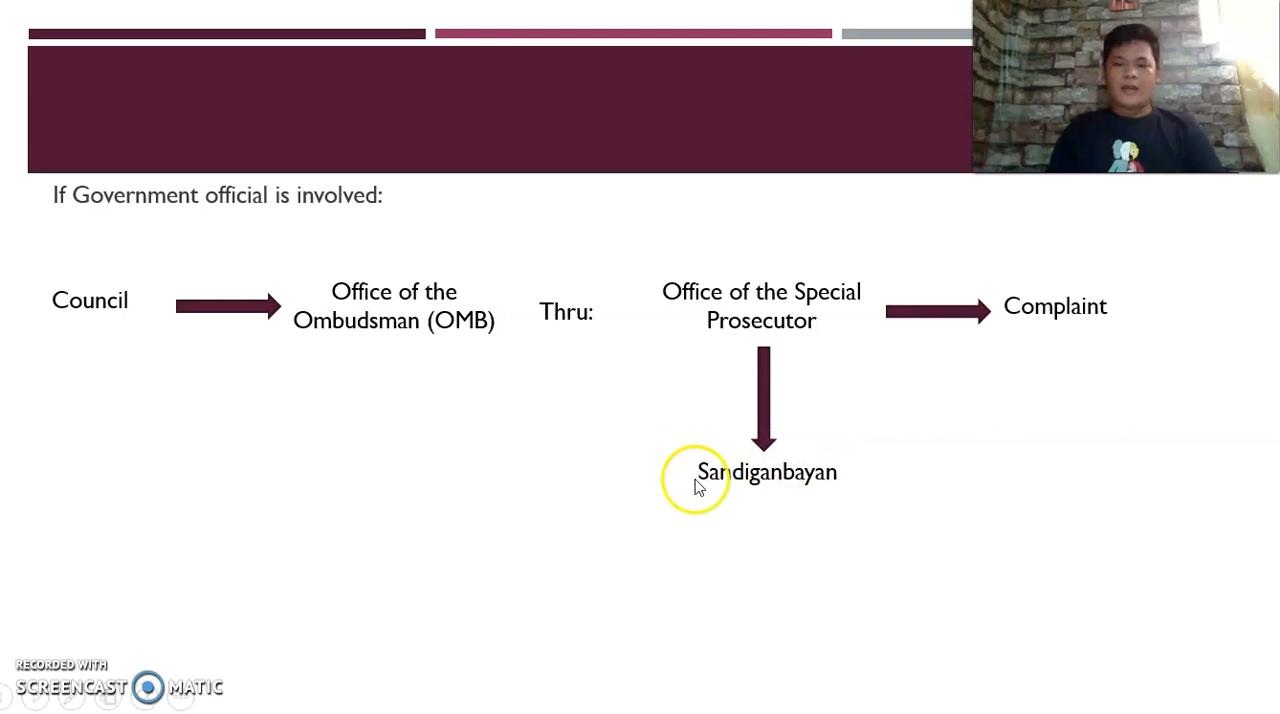 If Government official is involved:
Council
Office of the
Ombudsman (OMB)
Thru:
Office of the Special
Prosecutor
Complaint
Sandiganbayan
RECORDED WITH
SCREENCAST MATIC